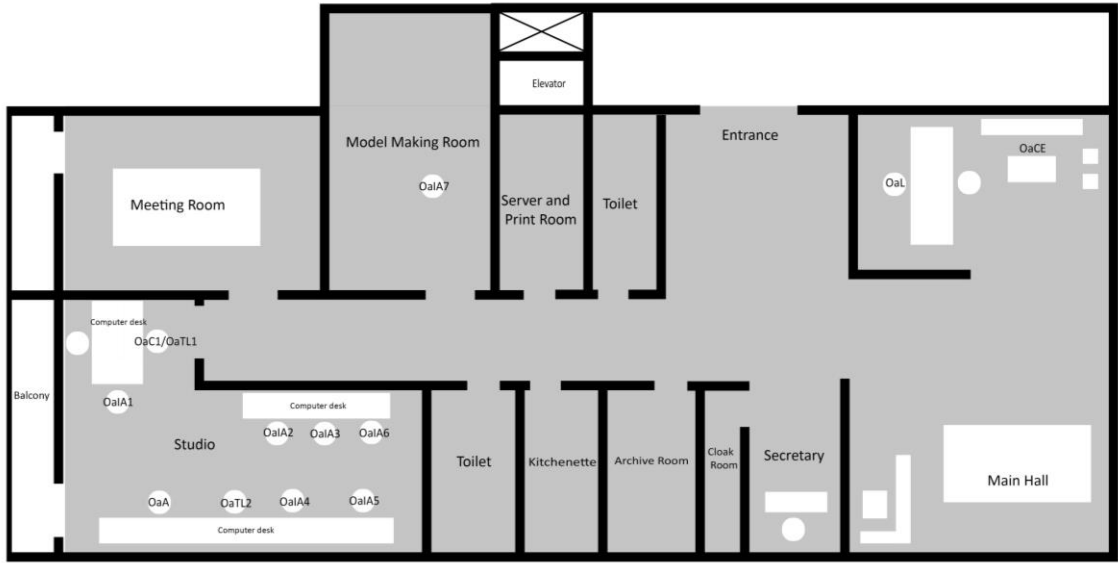 Elevator
Entrance
Model Making Room
OaCE
OaIA7
OaL
Meeting Room
Server and
Print Room
Toilet
Computer desk
OaC1/OaTL1
Balcony
OaIA1
Computer desk
OaIA2
OaIA3
OaIA6
Studio
Toilet
Kitchenette
Archive Room
Cloak
Room
Secretary
Main Hall
OaA
OaTL2
OaIA4
OaIA5
Computer desk